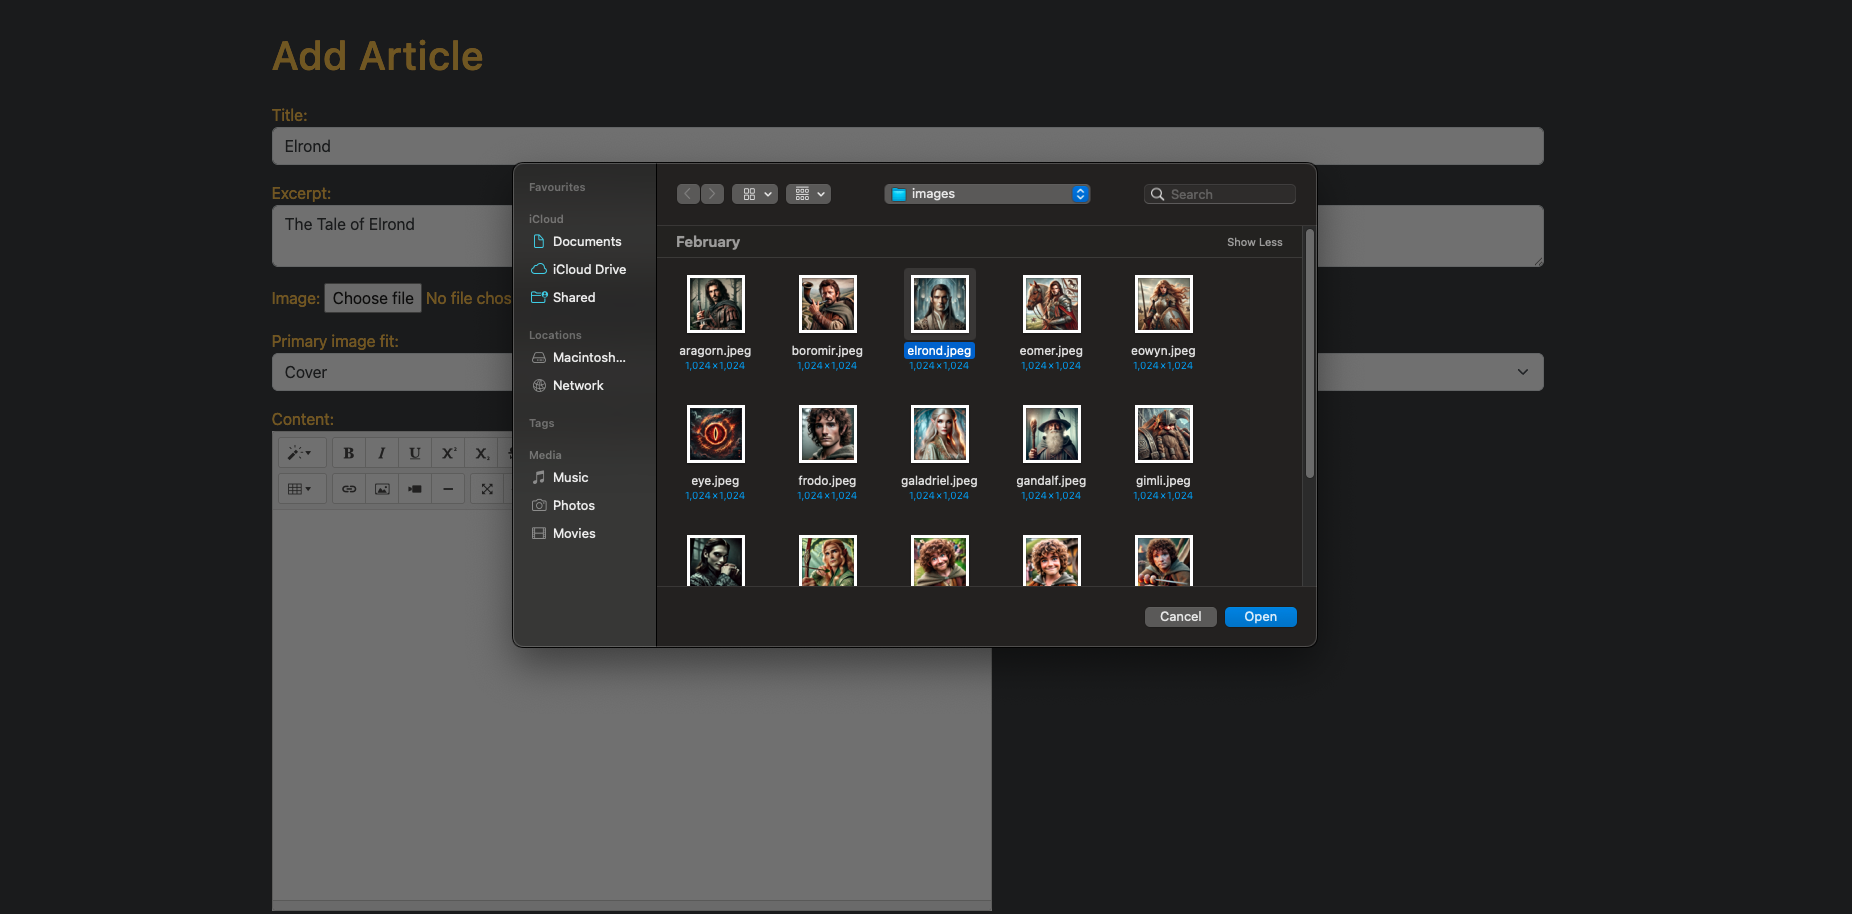 Add Article
Title:
Elrond
Excerpt:
The Tale of Elrond
Image: Choose file No file chos
Primary image fit:
Cover
Content:
B I U X² X₂
Favourites
iCloud
Documents
iCloud Drive
Shared
Locations
Macintosh...
Network
Tags
Media
Music
Photos
Movies
images
Search
February
Show Less
aragorn.jpeg boromir.jpeg elrond.jpeg eomer.jpeg eowyn.jpeg
1,024×1,024 1,024×1,024 1,024×1,024 1,024×1,024 1,024×1,024
eye.jpeg frodo.jpeg galadriel.jpeg gandalf.jpeg gimli.jpeg
1,024×1,024 1,024×1,024 1,024×1,024 1,024×1,024 1,024×1,024
Cancel Open